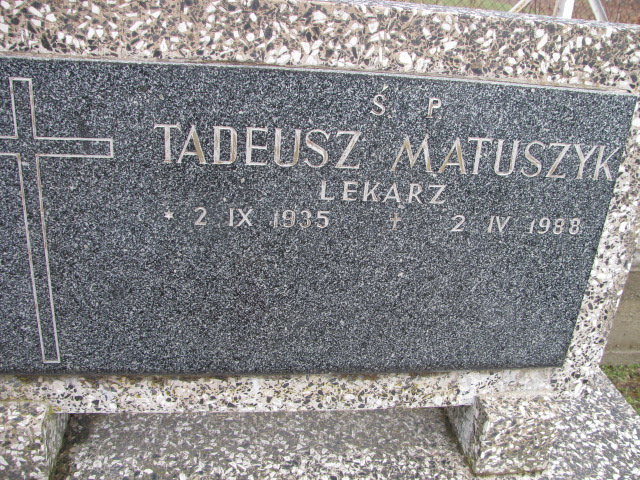 Ś P
TADEUSZ MATUSZYK
LEKARZ
* 2 IX 1935 + 2 IV 1988